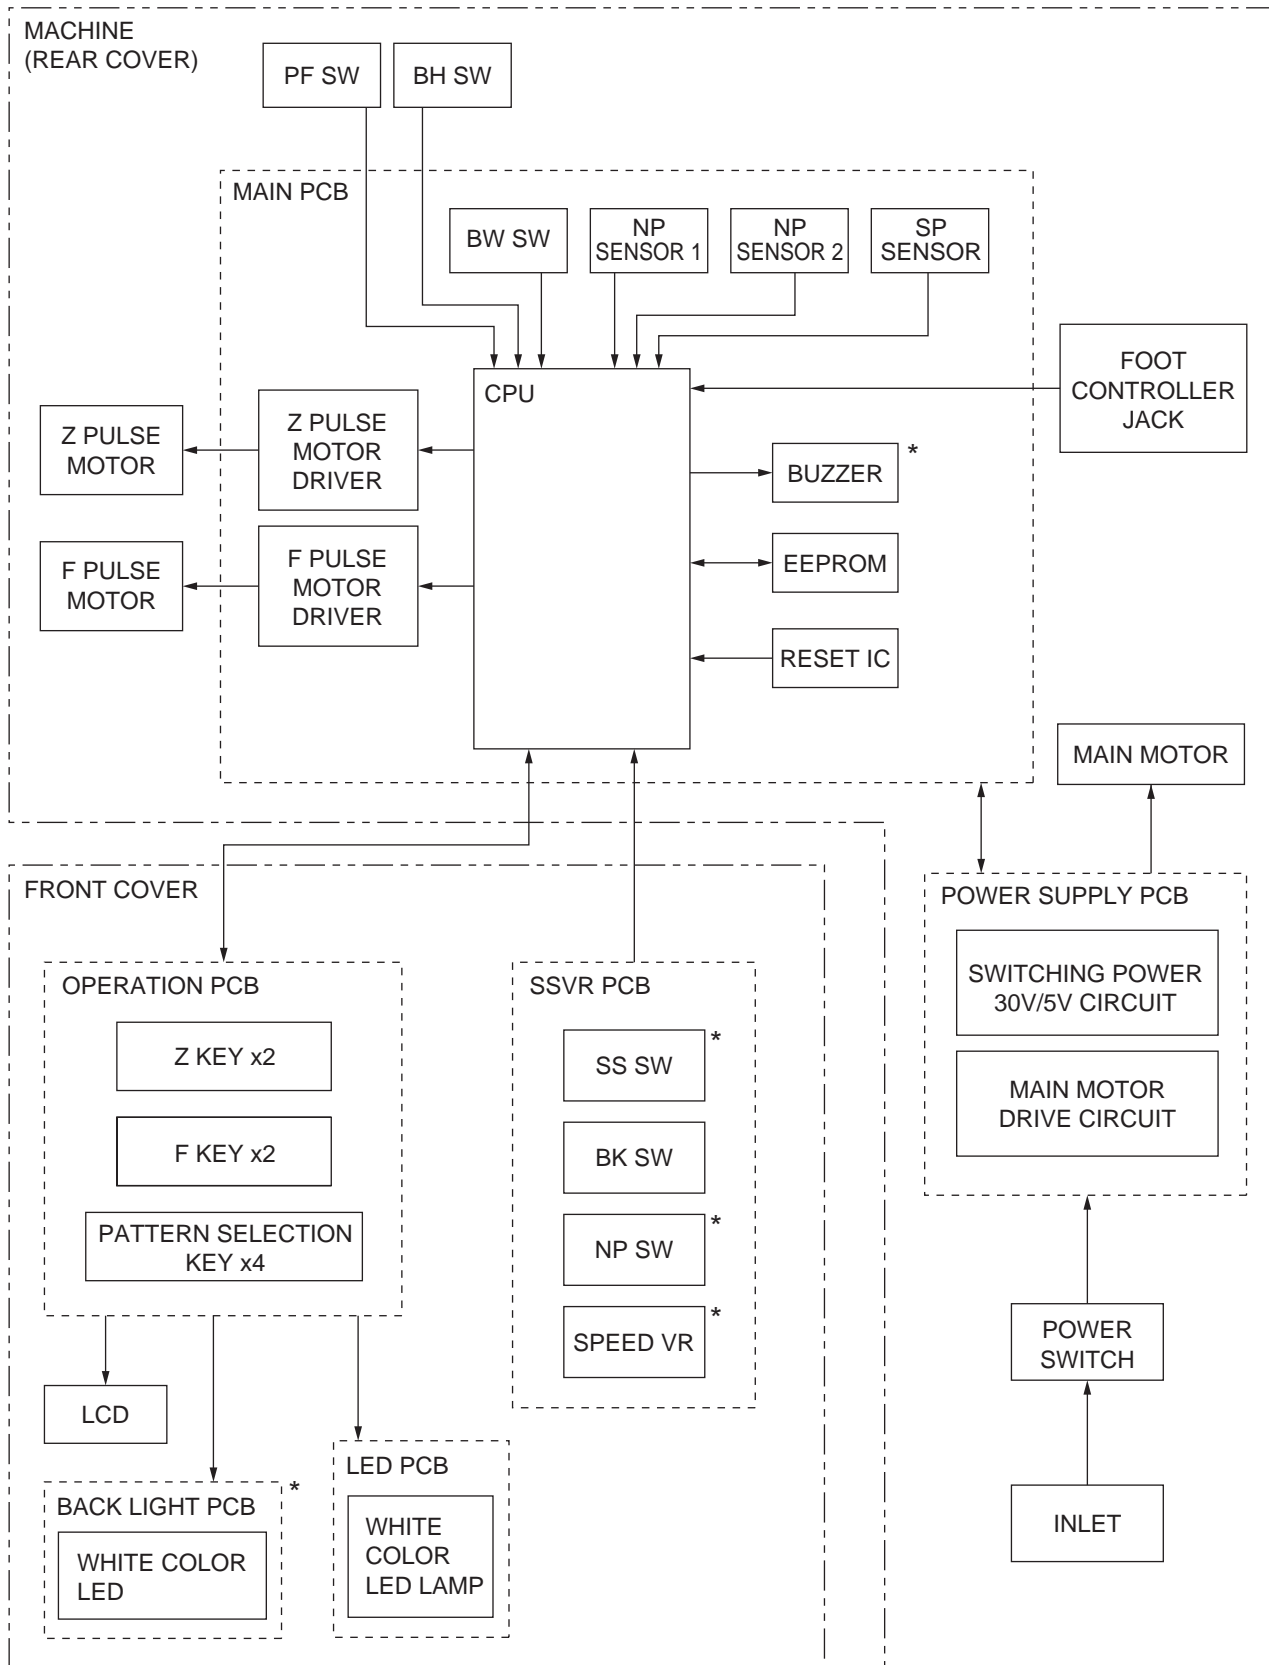 MACHINE
(REAR COVER)
PF SW
BH SW
MAIN PCB
BW SW
NP
SENSOR 1
NP
SENSOR 2
SP
SENSOR
FOOT
CONTROLLER
JACK
CPU
Z PULSE
MOTOR
Z PULSE
MOTOR
DRIVER
BUZZER
*
F PULSE
MOTOR
F PULSE
MOTOR
DRIVER
EEPROM
RESET IC
MAIN MOTOR
FRONT COVER
POWER SUPPLY PCB
SWITCHING POWER
30V/5V CIRCUIT
MAIN MOTOR
DRIVE CIRCUIT
OPERATION PCB
Z KEY x2
F KEY x2
PATTERN SELECTION
KEY x4
SSVR PCB
SS SW
*
BK SW
NP SW
*
SPEED VR
*
POWER
SWITCH
INLET
LCD
BACK LIGHT PCB
*
WHITE COLOR
LED
LED PCB
WHITE
COLOR
LED LAMP